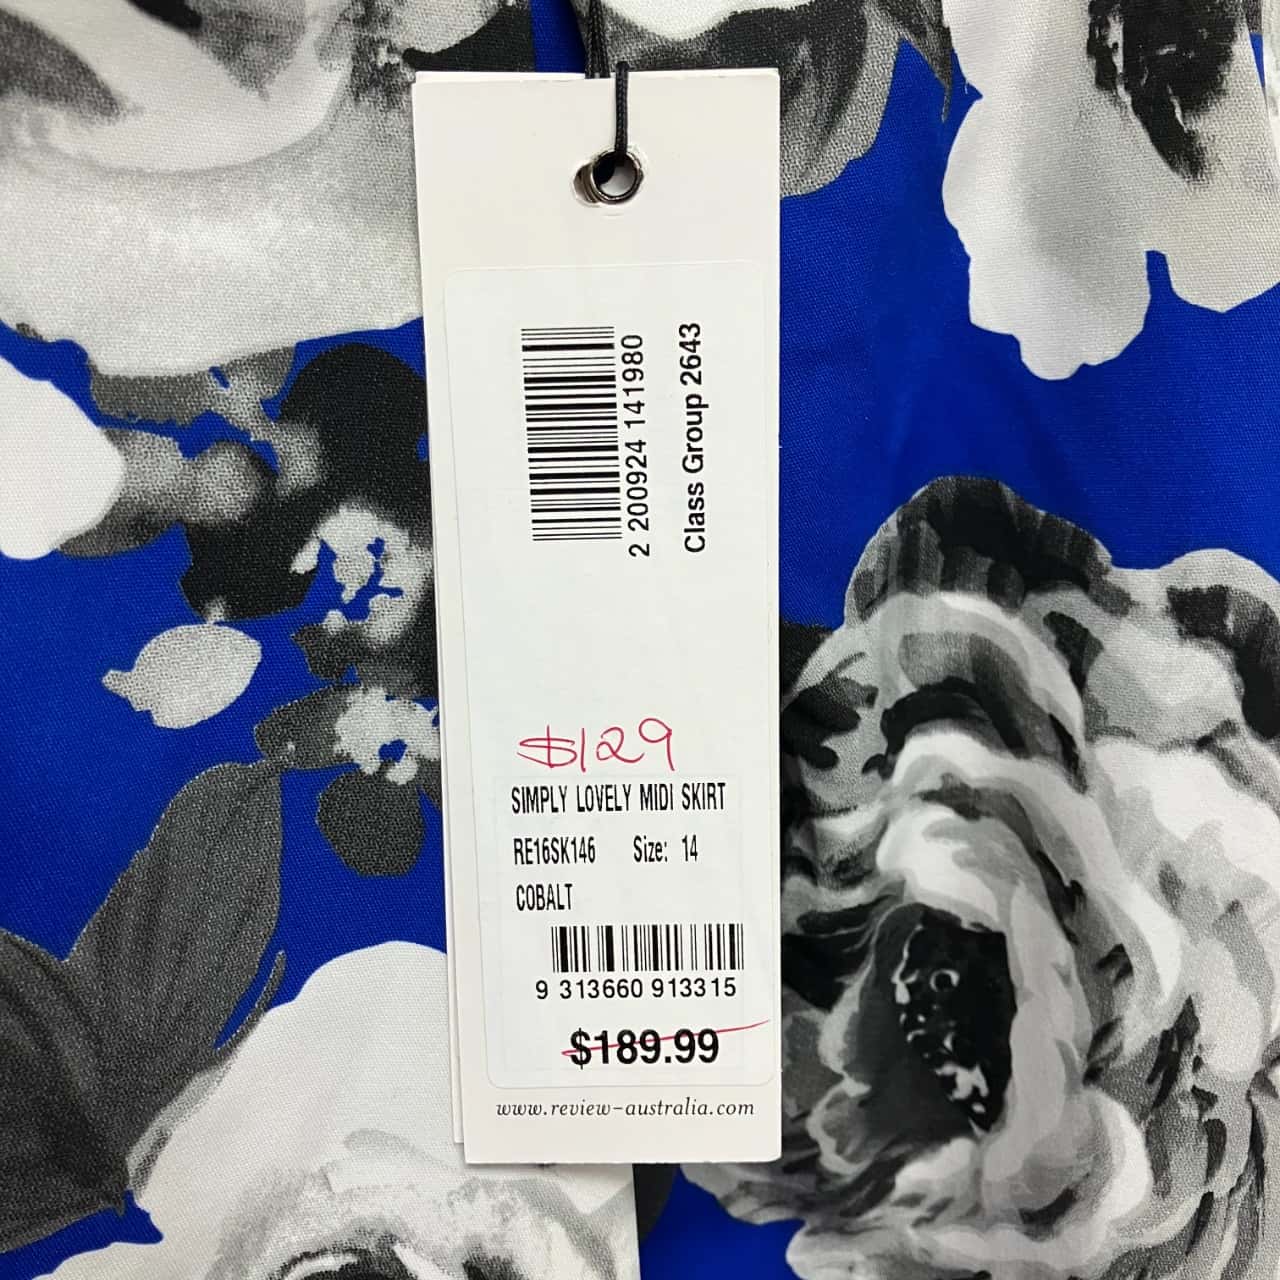 2 200924 141980
Class Group 2643
$129
SIMPLY LOVELY MIDI SKIRT
RE16SK146 Size: 14
COBALT
9 313660 913315
$189.99
www.review-australia.com